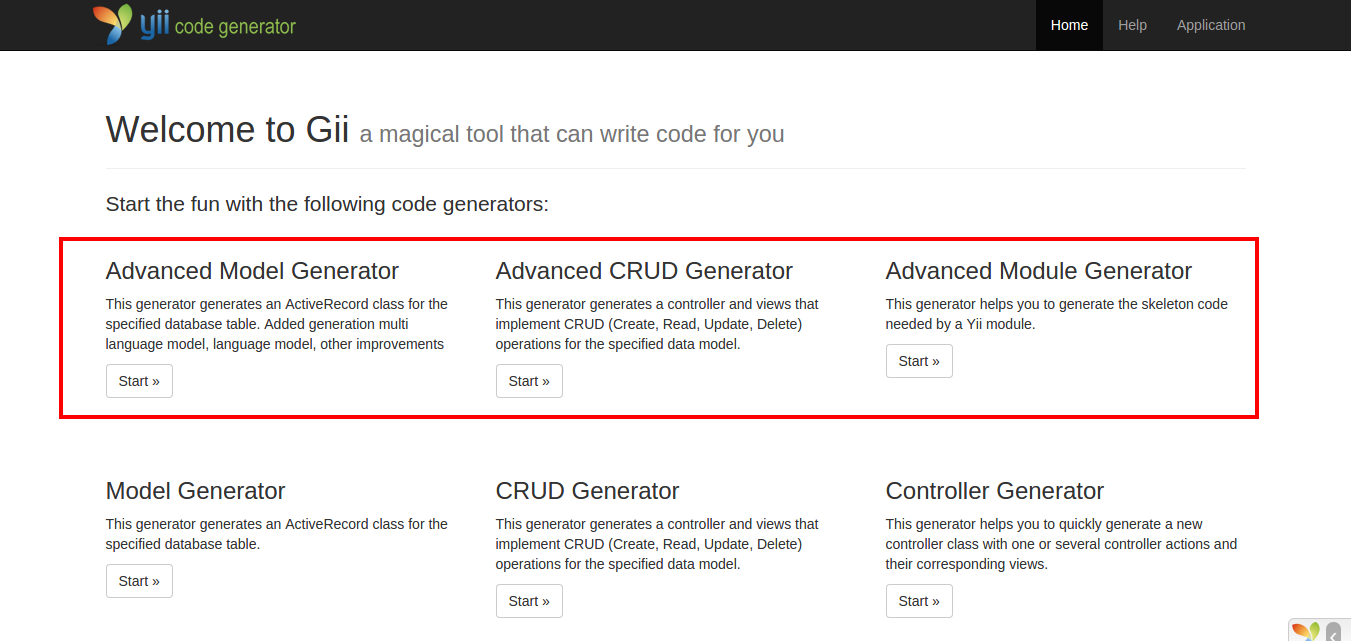 yii code generator
Home Help Application
Welcome to Gii a magical tool that can write code for you
Start the fun with the following code generators:
Advanced Model Generator
This generator generates an ActiveRecord class for the
specified database table. Added generation multi
language model, language model, other improvements
Start »
Advanced CRUD Generator
This generator generates a controller and views that
implement CRUD (Create, Read, Update, Delete)
operations for the specified data model.
Start »
Advanced Module Generator
This generator helps you to generate the skeleton code
needed by a Yii module.
Start »
Model Generator
This generator generates an ActiveRecord class for the
specified database table.
Start »
CRUD Generator
This generator generates a controller and views that
implement CRUD (Create, Read, Update, Delete)
operations for the specified data model.
Start »
Controller Generator
This generator helps you to quickly generate a new
controller class with one or several controller actions and
their corresponding views.
Start »